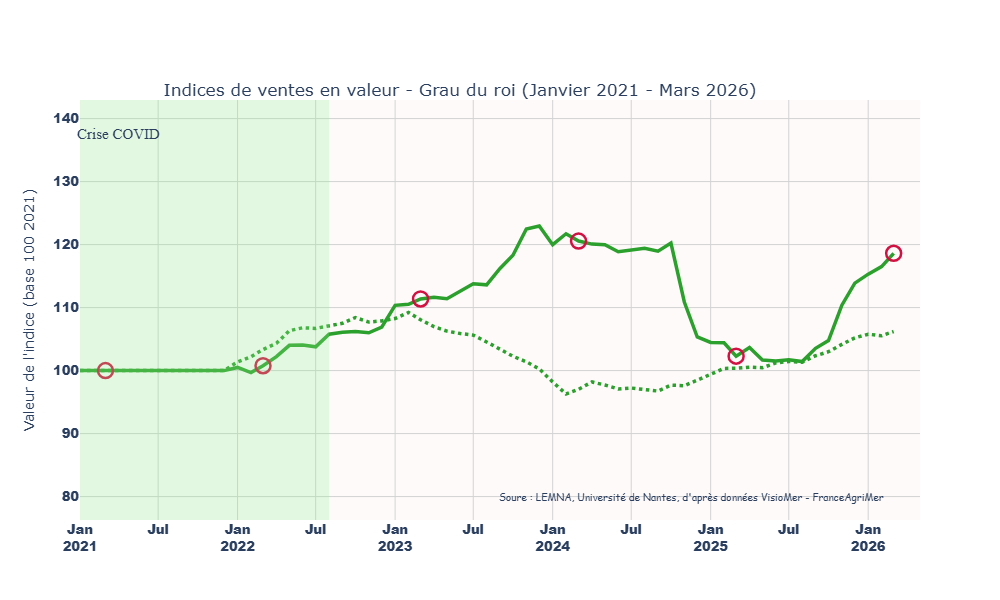 Indices de ventes en valeur - Grau du roi (Janvier 2021 - Mars 2026)
Valeur de l'indice (base 100 2021)
140
Crise COVID
130
120
110
100
90
80
Soure : LEMNA, Université de Nantes, d'après données VisioMer - FranceAgriMer
Jan Jul Jan Jul Jan Jul Jan Jul Jan Jul Jan
2021 2022 2023 2024 2025 2026